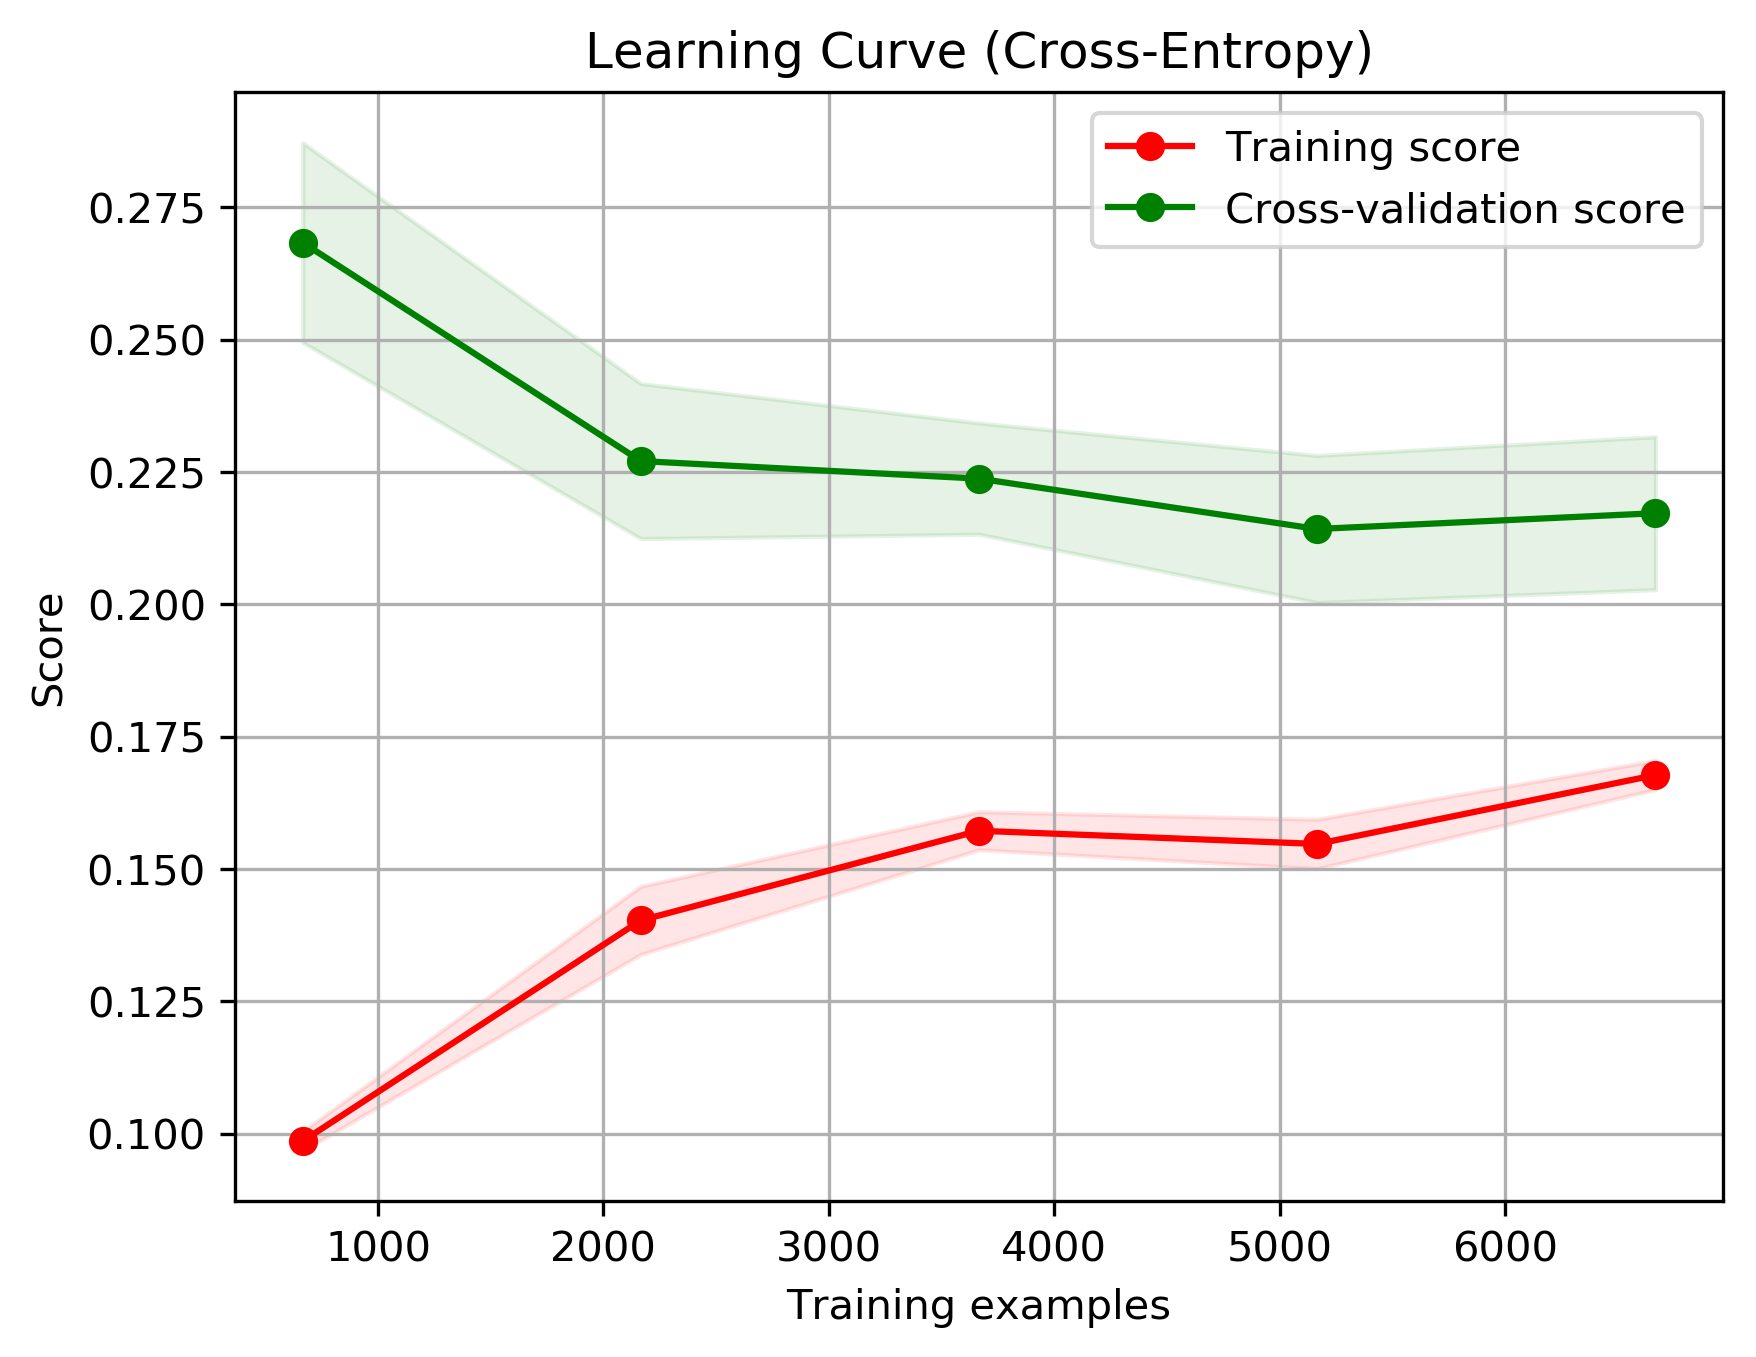 Learning Curve (Cross-Entropy)
Training score
Cross-validation score
0.275
0.250
0.225
0.200
0.175
0.150
0.125
0.100
Score
1000 2000 3000 4000 5000 6000
Training examples